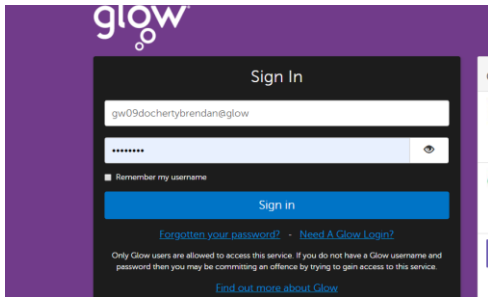 glow
Sign In
gw09dochertybrendan@glow
••••••••
Remember my username
Sign in
Forgotten your password? - Need A Glow Login?
Only Glow users are allowed to access this service. If you do not have a Glow username and
password then you may be committing an offence by trying to gain access to this service.
Find out more about Glow